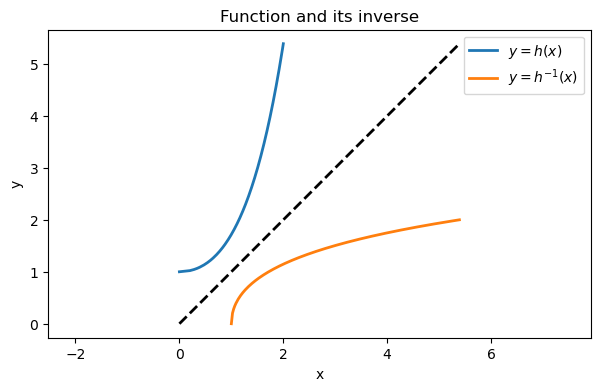 Function and its inverse
y = h(x)
y = h⁻¹(x)
5
4
3
2
1
0
y
−2
0
2
4
6
x